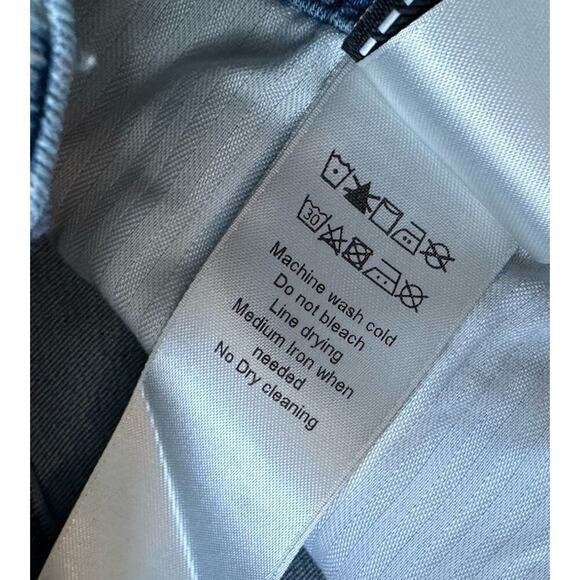 30
Machine wash cold
Do not bleach
Line drying
Medium Iron when
needed
No Dry cleaning